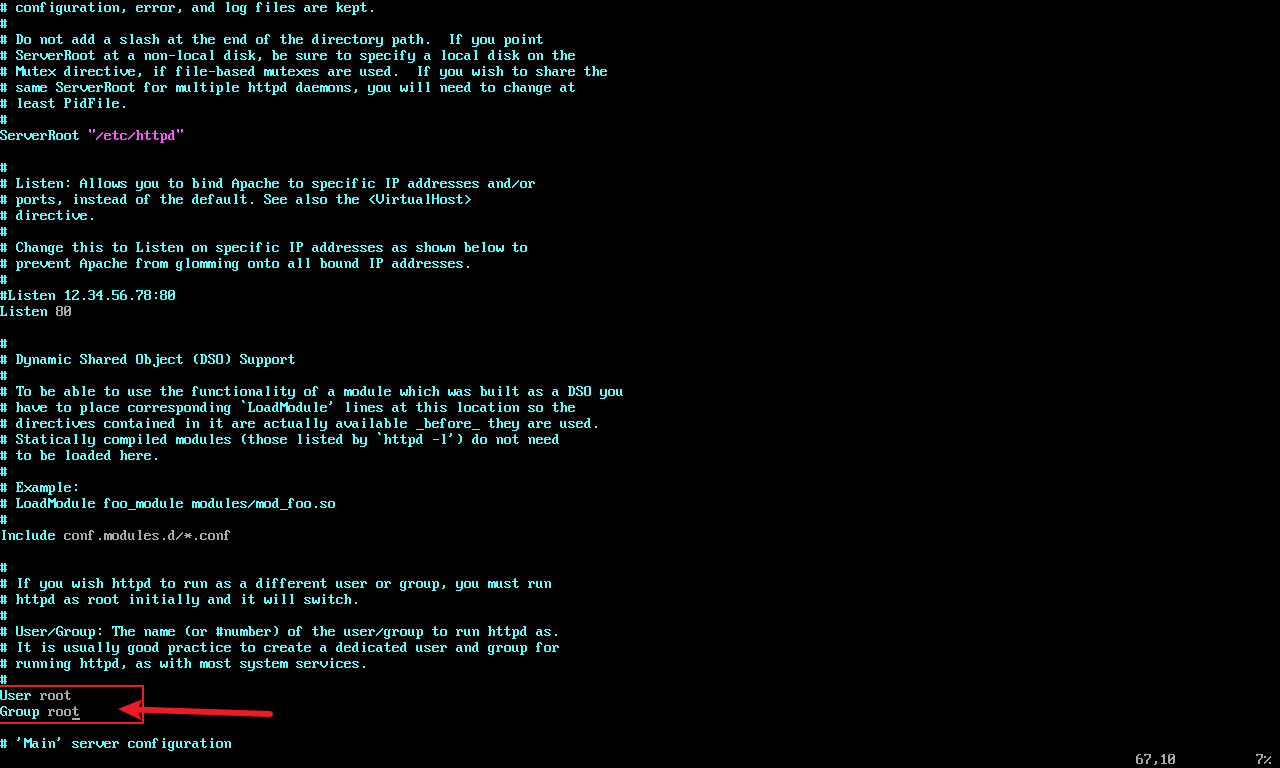 # configuration, error, and log files are kept.
#
# Do not add a slash at the end of the directory path.  If you point
# ServerRoot at a non-local disk, be sure to specify a local disk on the
# Mutex directive, if file-based mutexes are used.  If you wish to share the
# same ServerRoot for multiple httpd daemons, you will need to change at
# least PidFile.
#
ServerRoot "/etc/httpd"
#
# Listen: Allows you to bind Apache to specific IP addresses and/or
# ports, instead of the default. See also the <VirtualHost>
# directive.
#
# Change this to Listen on specific IP addresses as shown below to
# prevent Apache from glomming onto all bound IP addresses.
#
#Listen 12.34.56.78:80
Listen 80
#
# Dynamic Shared Object (DSO) Support
#
# To be able to use the functionality of a module which was built as a DSO you
# have to place corresponding `LoadModule' lines at this location so the
# directives contained in it are actually available _before_ they are used.
# Statically compiled modules (those listed by `httpd -l') do not need
# to be loaded here.
#
# Example:
# LoadModule foo_module modules/mod_foo.so
#
Include conf.modules.d/*.conf
#
# If you wish httpd to run as a different user or group, you must run
# httpd as root initially and it will switch.
#
# User/Group: The name (or #number) of the user/group to run httpd as.
# It is usually good practice to create a dedicated user and group for
# running httpd, as with most system services.
#
User root
Group root
# 'Main' server configuration
67,10 7%